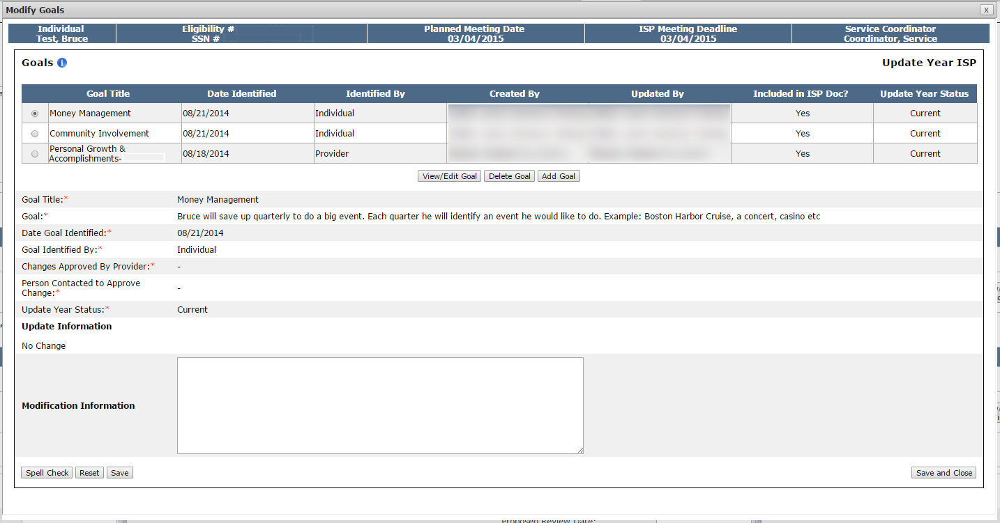 Modify Goals
X
Individual
Test, Bruce
Eligibility #
SSN #
Planned Meeting Date
03/04/2015
ISP Meeting Deadline
03/04/2015
Service Coordinator
Coordinator, Service
Goals i
Update Year ISP
Goal Title Date Identified Identified By Created By Updated By Included in ISP Doc? Update Year Status
Money Management 08/21/2014 Individual Yes Current
Community Involvement 08/21/2014 Individual Yes Current
Personal Growth &
Accomplishments- 08/18/2014 Provider Yes Current
View/Edit Goal Delete Goal Add Goal
Goal Title:* Money Management
Goal:* Bruce will save up quarterly to do a big event. Each quarter he will identify an event he would like to do. Example: Boston Harbor Cruise, a concert, casino etc
Date Goal Identified:* 08/21/2014
Goal Identified By:* Individual
Changes Approved By Provider:* -
Person Contacted to Approve
Change:* -
Update Year Status:* Current
Update Information
No Change
Modification Information
Spell Check Reset Save Save and Close
Proposed Review Date: